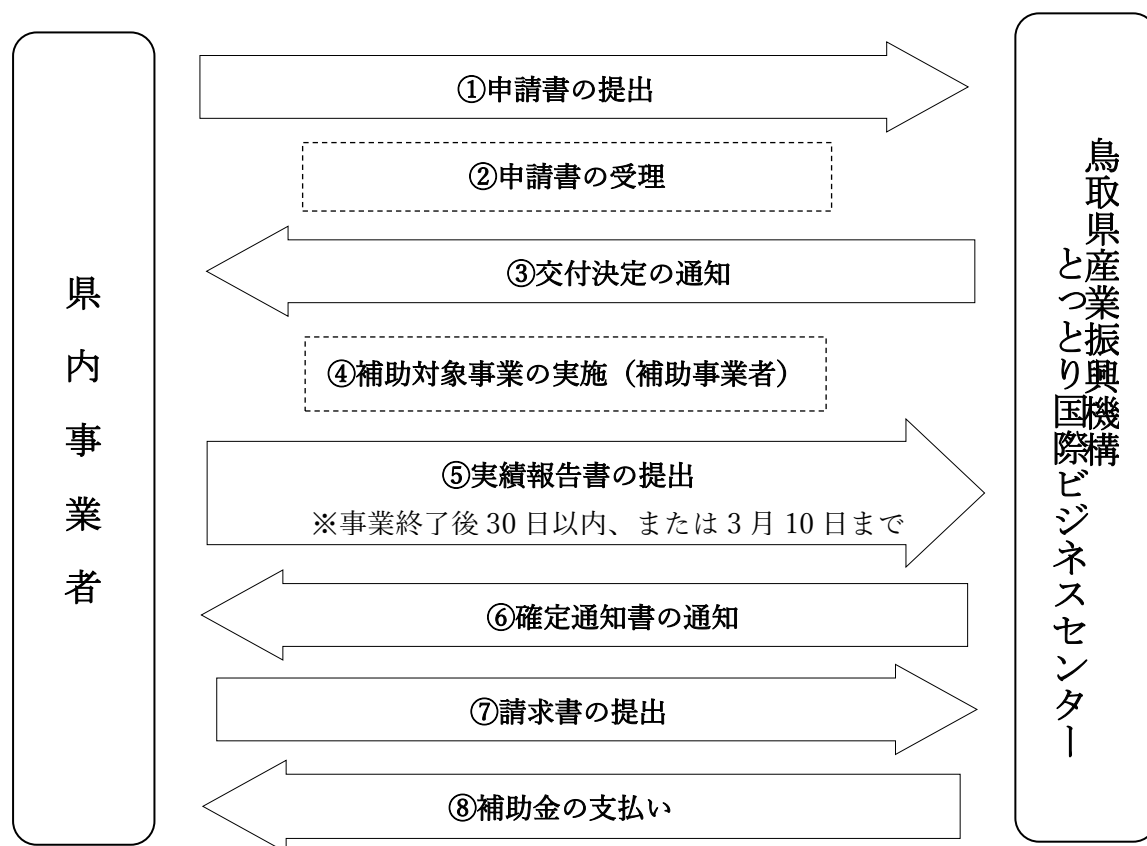 県内事業者
①申請書の提出
②申請書の受理
③交付決定の通知
④補助対象事業の実施（補助事業者）
⑤実績報告書の提出
※事業終了後 30 日以内、または 3 月 10 日まで
⑥確定通知書の通知
⑦請求書の提出
⑧補助金の支払い
鳥取県産業振興機構
とっとり国際ビジネスセンター